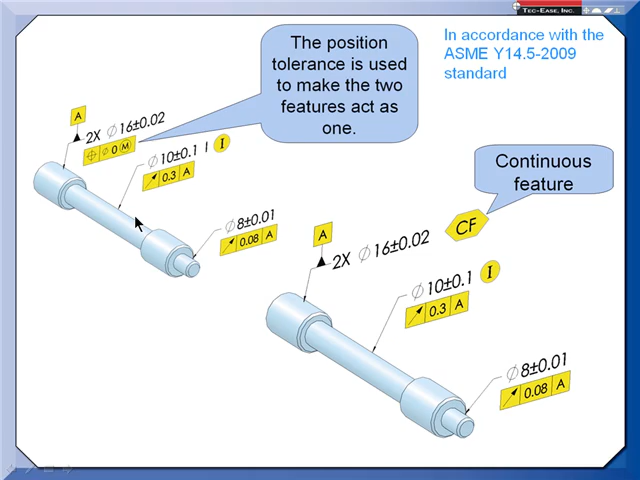 TEC-EASE, INC.
In accordance with the
ASME Y14.5-2009
standard
The position
tolerance is used
to make the two
features act as
one.
A
2X ∅16±0.02
⌖ ∅ 0 Ⓜ
∅10±0.1 I Ⓘ
↗ 0.3 A
∅8±0.01
↗ 0.08 A
Continuous
feature
CF
A
2X ∅16±0.02
∅10±0.1 Ⓘ
↗ 0.3 A
∅8±0.01
↗ 0.08 A